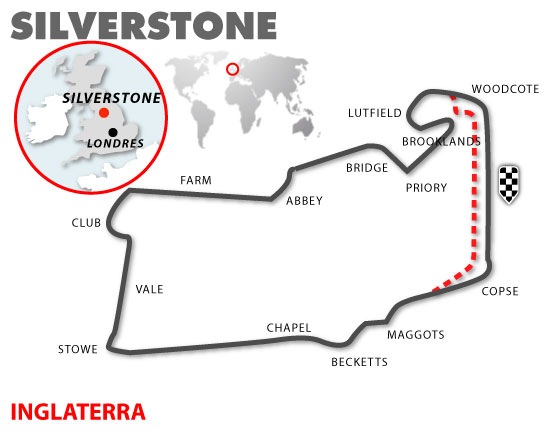 SILVERSTONE
SILVERSTONE
LONDRES
WOODCOTE
LUTFIELD
BROOKLANDS
BRIDGE
PRIORY
FARM
ABBEY
CLUB
VALE
COPSE
CHAPEL
MAGGOTS
STOWE
BECKETTS
INGLATERRA